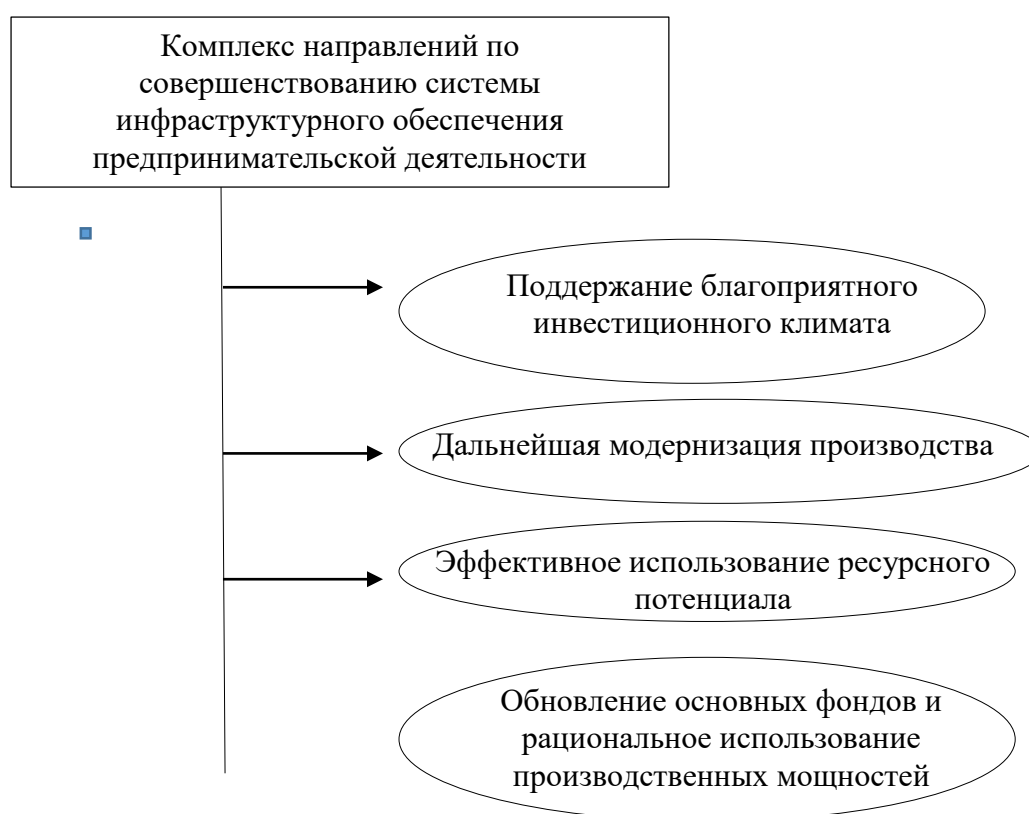 Комплекс направлений по
совершенствованию системы
инфраструктурного обеспечения
предпринимательской деятельности
Поддержание благоприятного
инвестиционного климата
Дальнейшая модернизация производства
Эффективное использование ресурсного
потенциала
Обновление основных фондов и
рациональное использование
производственных мощностей